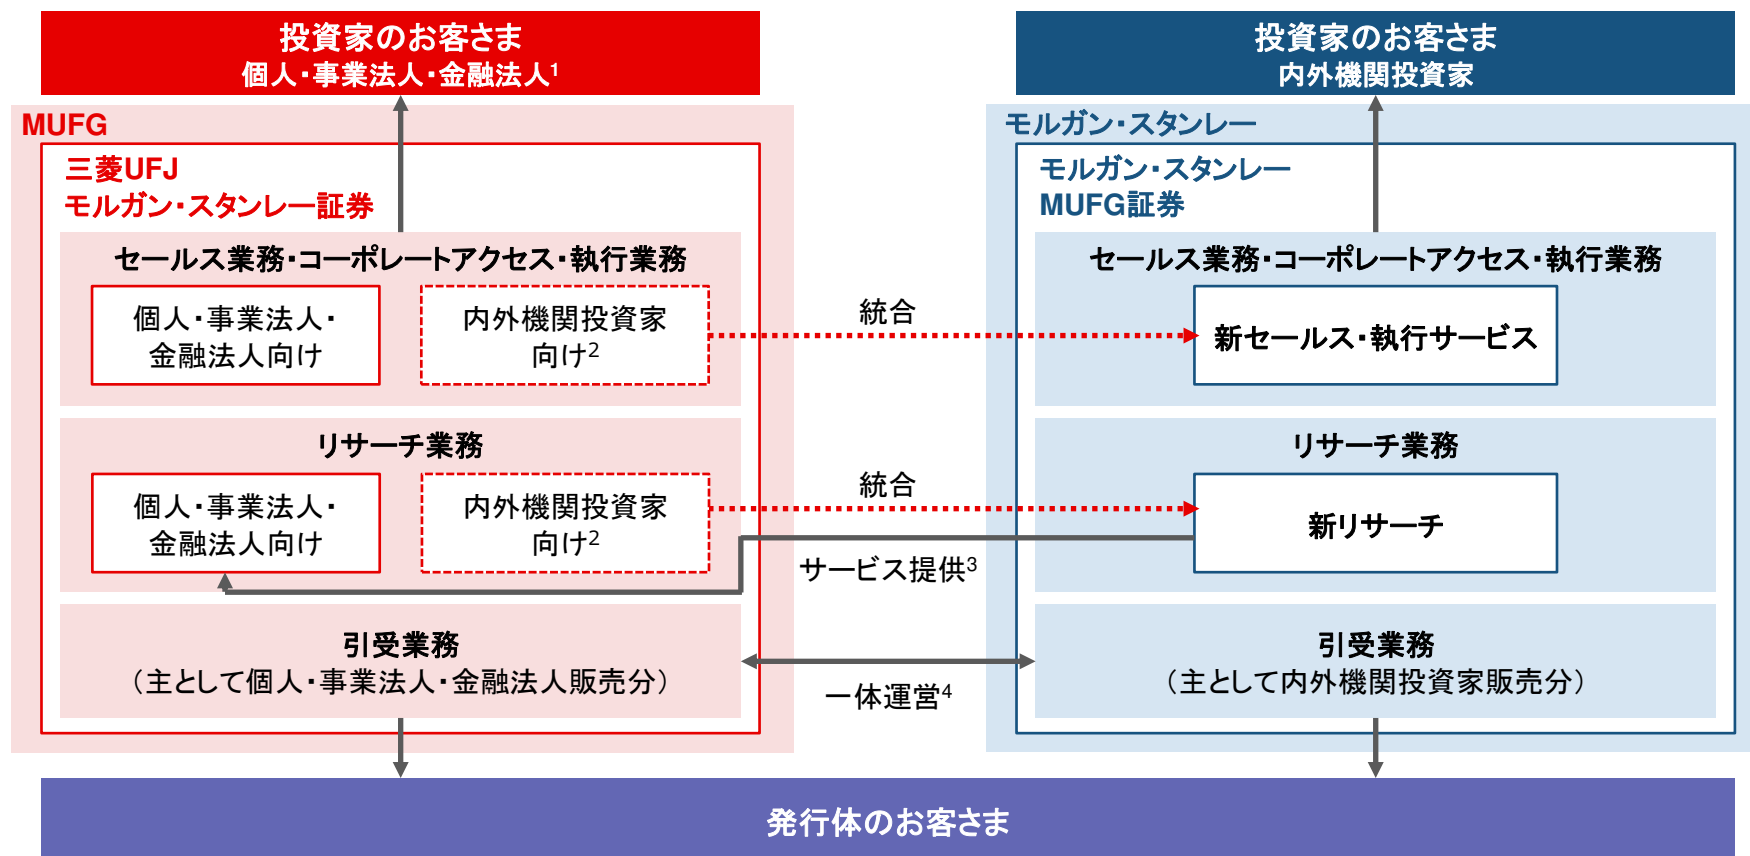 投資家のお客さま
個人・事業法人・金融法人1
MUFG
三菱UFJ
モルガン・スタンレー証券
セールス業務・コーポレートアクセス・執行業務
個人・事業法人・
金融法人向け
内外機関投資家
向け2
リサーチ業務
個人・事業法人・
金融法人向け
内外機関投資家
向け2
引受業務
（主として個人・事業法人・金融法人販売分）
統合
統合
サービス提供3
一体運営4
投資家のお客さま
内外機関投資家
モルガン・スタンレー
モルガン・スタンレー
MUFG証券
セールス業務・コーポレートアクセス・執行業務
新セールス・執行サービス
リサーチ業務
新リサーチ
引受業務
（主として内外機関投資家販売分）
発行体のお客さま